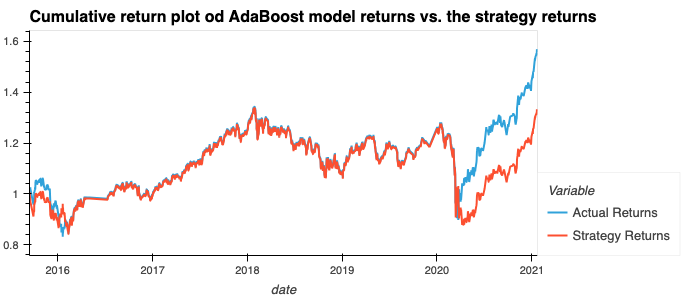 Cumulative return plot od AdaBoost model returns vs. the strategy returns
1.6
1.4
1.2
1
0.8
2016 2017 2018 2019 2020 2021
date
Variable
Actual Returns
Strategy Returns